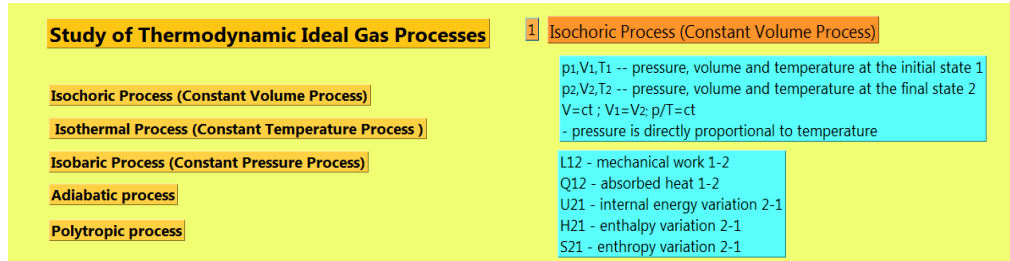 Study of Thermodynamic Ideal Gas Processes
Isochoric Process (Constant Volume Process)
Isothermal Process (Constant Temperature Process )
Isobaric Process (Constant Pressure Process)
Adiabatic process
Polytropic process
1 Isochoric Process (Constant Volume Process)
p1,V1,T1 -- pressure, volume and temperature at the initial state 1
p2,V2,T2 -- pressure, volume and temperature at the final state 2
V=ct ; V1=V2; p/T=ct
- pressure is directly proportional to temperature
L12 - mechanical work 1-2
Q12 - absorbed heat 1-2
U21 - internal energy variation 2-1
H21 - enthalpy variation 2-1
S21 - enthropy variation 2-1